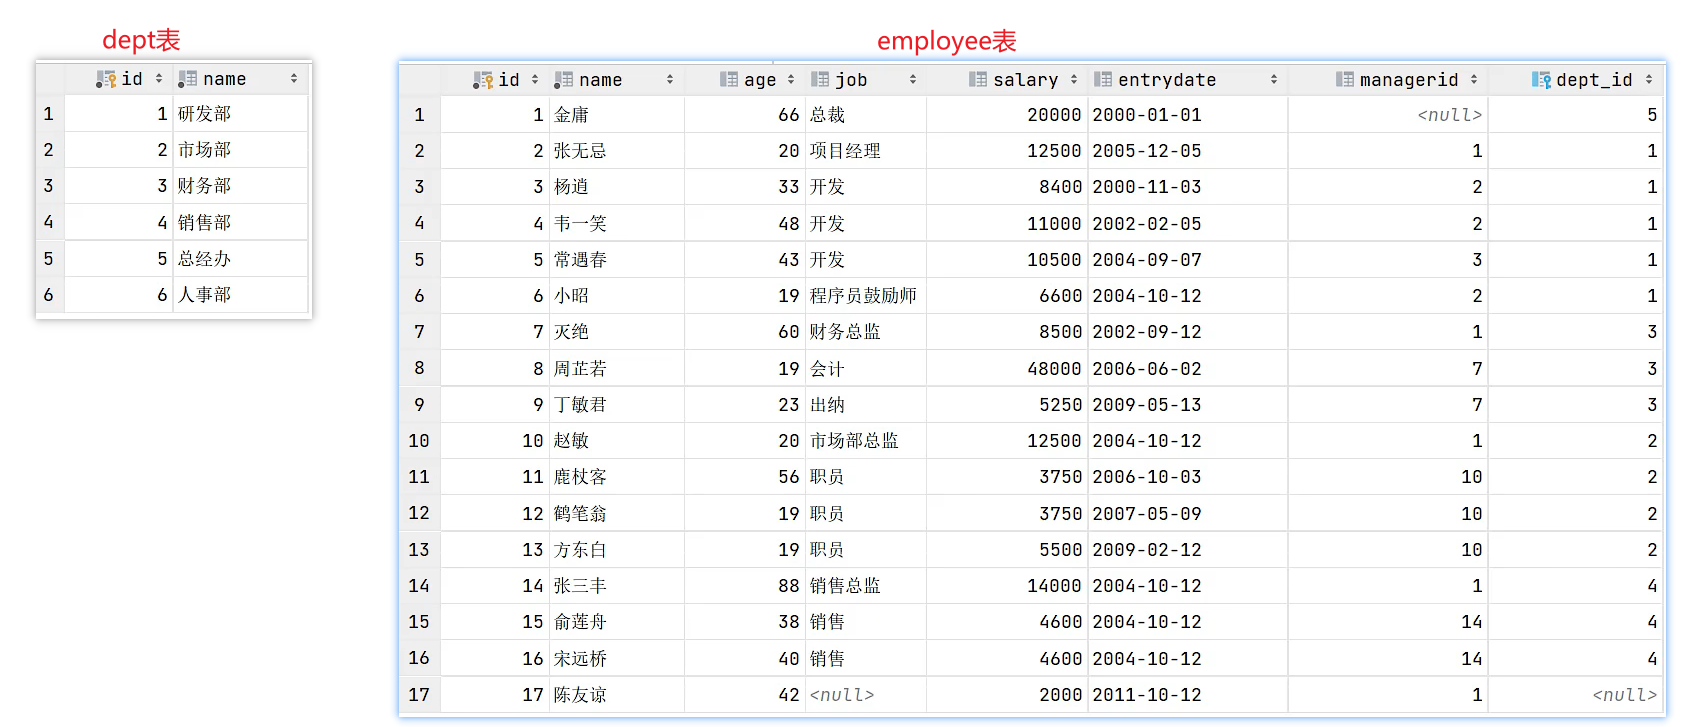 dept表
id name
1 1 研发部
2 2 市场部
3 3 财务部
4 4 销售部
5 5 总经办
6 6 人事部
employee表
id name age job salary entrydate managerid dept_id
1 1 金庸 66 总裁 20000 2000-01-01 <null> 5
2 2 张无忌 20 项目经理 12500 2005-12-05 1 1
3 3 杨逍 33 开发 8400 2000-11-03 2 1
4 4 韦一笑 48 开发 11000 2002-02-05 2 1
5 5 常遇春 43 开发 10500 2004-09-07 3 1
6 6 小昭 19 程序员鼓励师 6600 2004-10-12 2 1
7 7 灭绝 60 财务总监 8500 2002-09-12 1 3
8 8 周芷若 19 会计 48000 2006-06-02 7 3
9 9 丁敏君 23 出纳 5250 2009-05-13 7 3
10 10 赵敏 20 市场部总监 12500 2004-10-12 1 2
11 11 鹿杖客 56 职员 3750 2006-10-03 10 2
12 12 鹤笔翁 19 职员 3750 2007-05-09 10 2
13 13 方东白 19 职员 5500 2009-02-12 10 2
14 14 张三丰 88 销售总监 14000 2004-10-12 1 4
15 15 俞莲舟 38 销售 4600 2004-10-12 14 4
16 16 宋远桥 40 销售 4600 2004-10-12 14 4
17 17 陈友谅 42 <null> 2000 2011-10-12 1 <null>